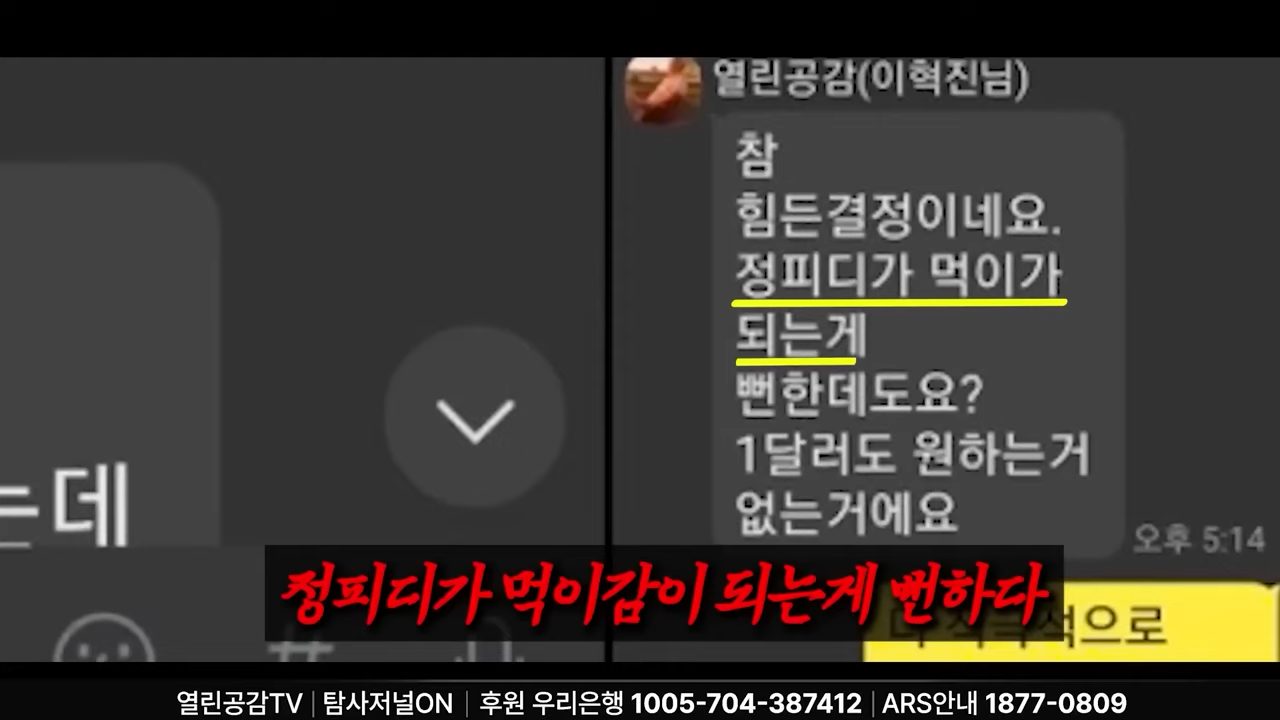 열린공감(이혁진님)
참
힘든결정이네요.
정피디가 먹이가
되는게
뻔한데도요?
1달러도 원하는거
없는거에요
오후 5:14
는데
정피디가 먹이감이 되는게 뻔하다
적으로
#
열린공감TV | 탐사저널ON | 후원 우리은행 1005-704-387412 | ARS안내 1877-0809